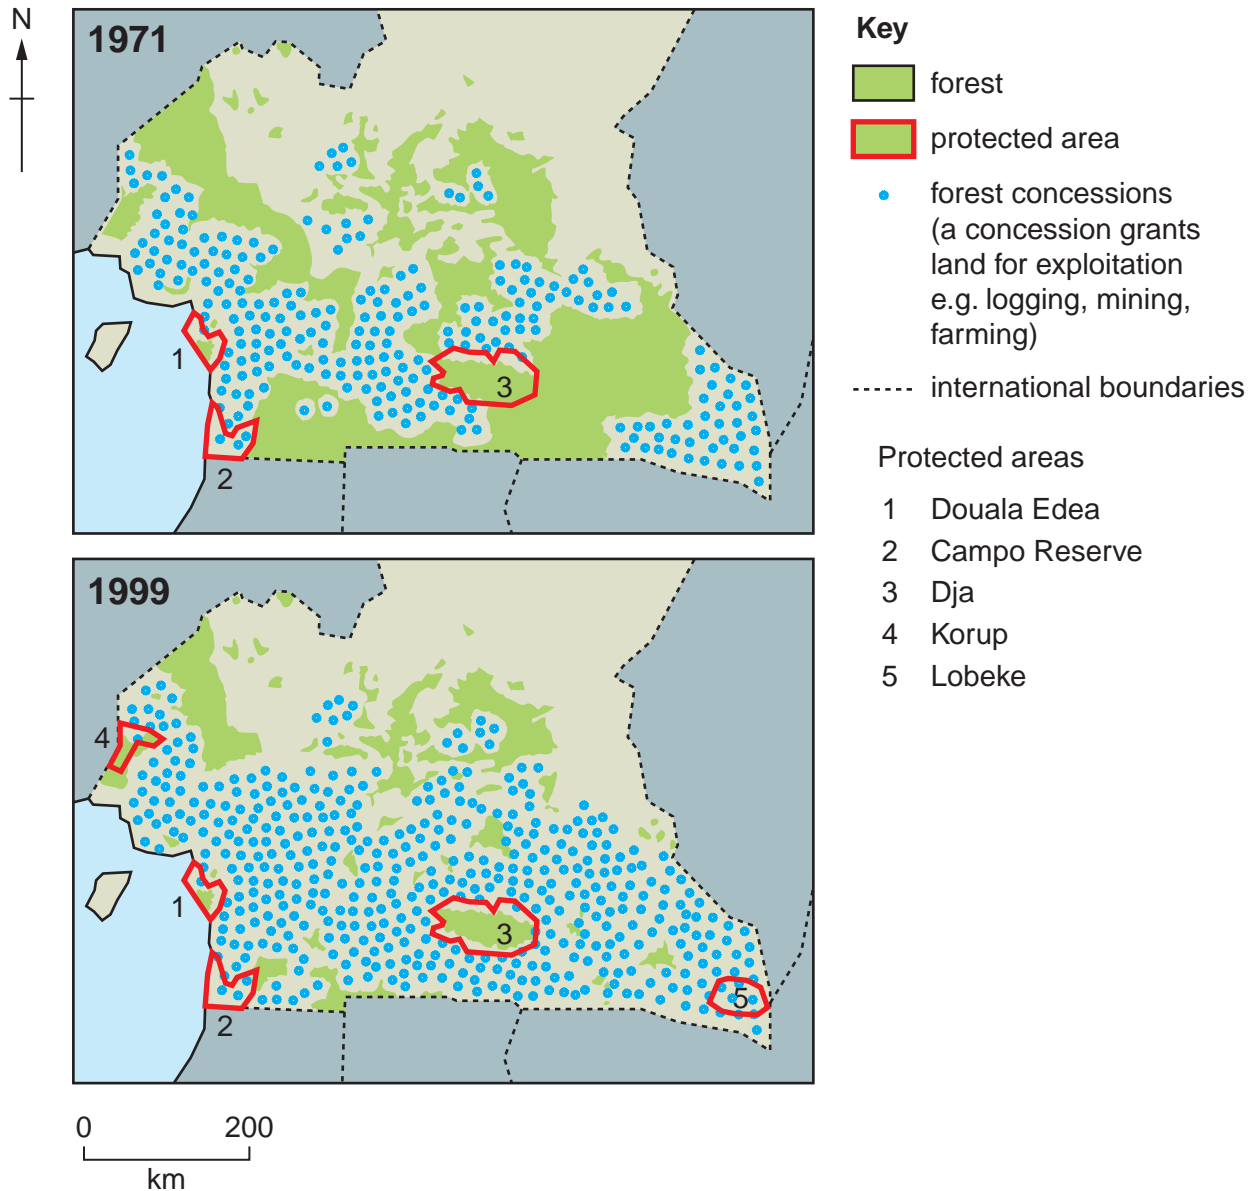 N
1971
1
2
3
1999
4
1
2
3
5
0 200
km
Key
forest
protected area
forest concessions
(a concession grants
land for exploitation
e.g. logging, mining,
farming)
international boundaries
Protected areas
1 Douala Edea
2 Campo Reserve
3 Dja
4 Korup
5 Lobeke